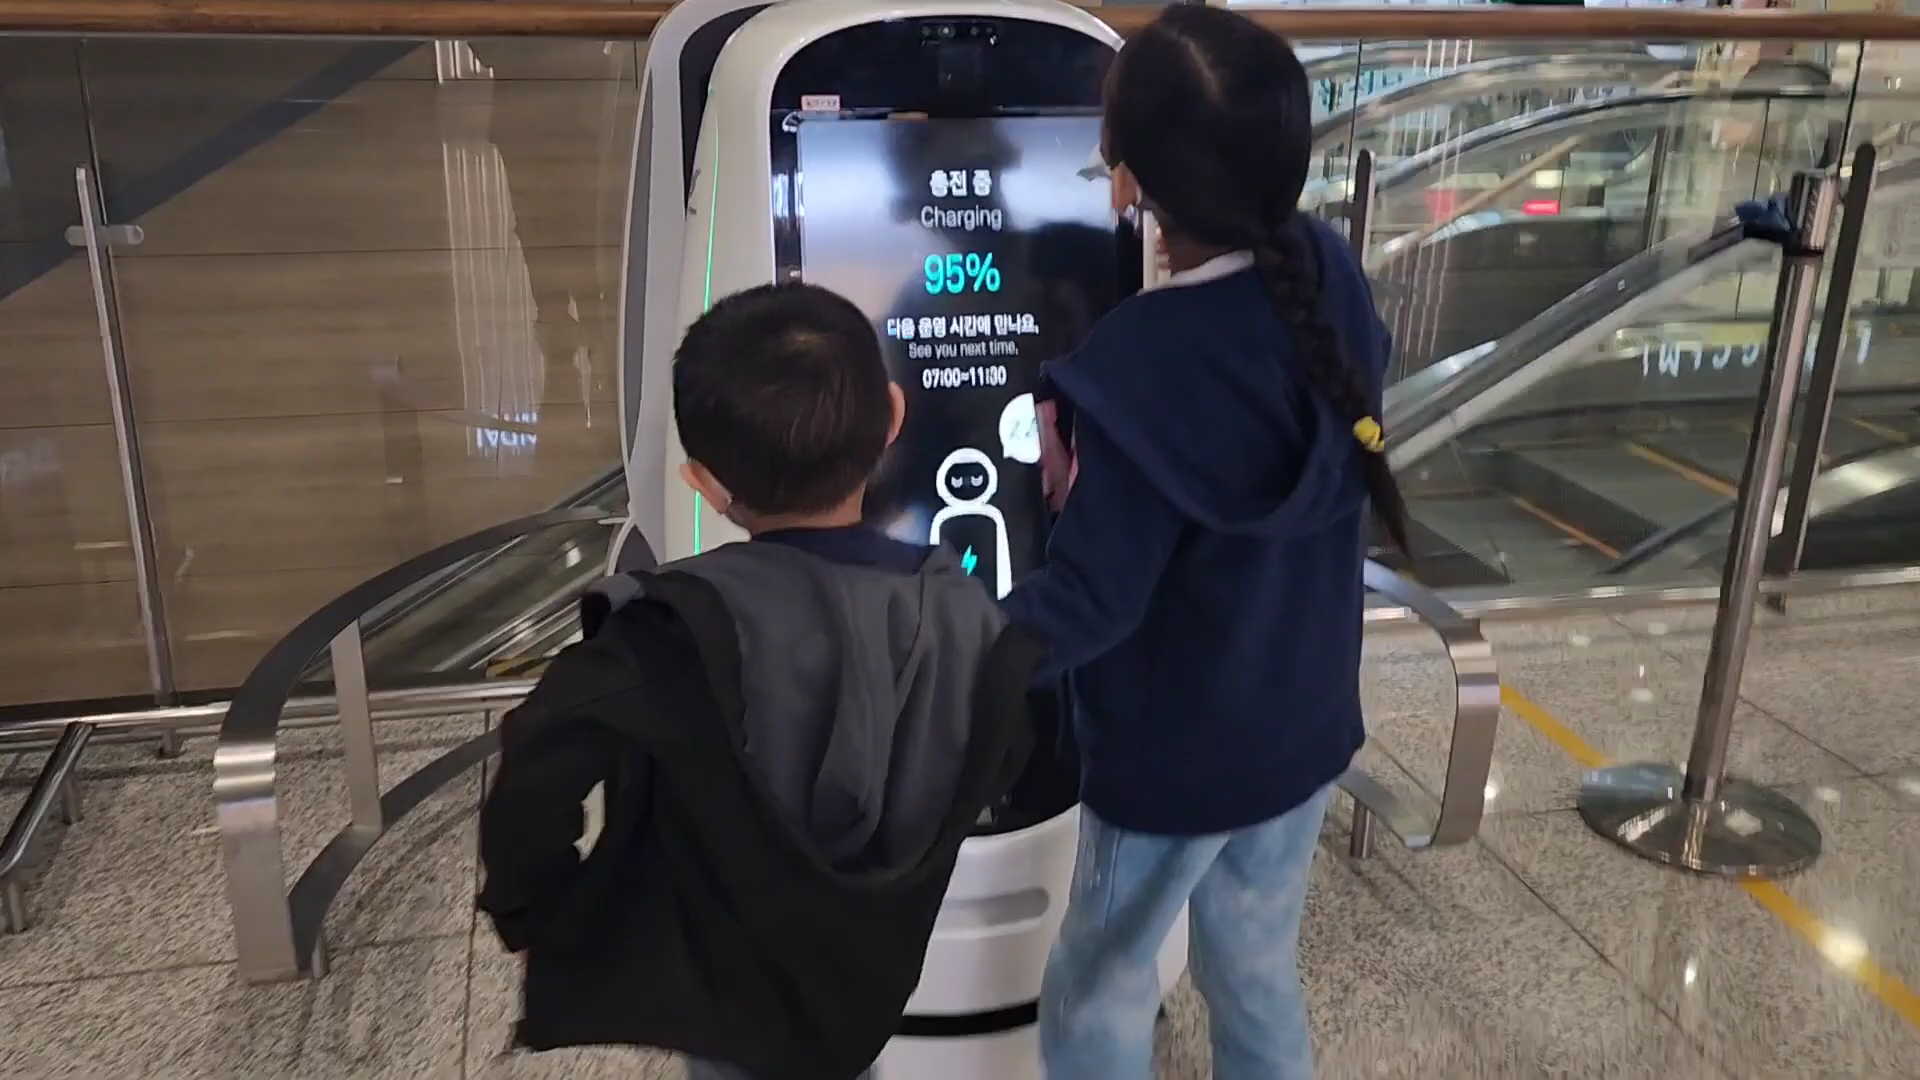 충전 중
Charging
95%
다음 운영 시간에 만나요.
See you next time.
07:00~11:30